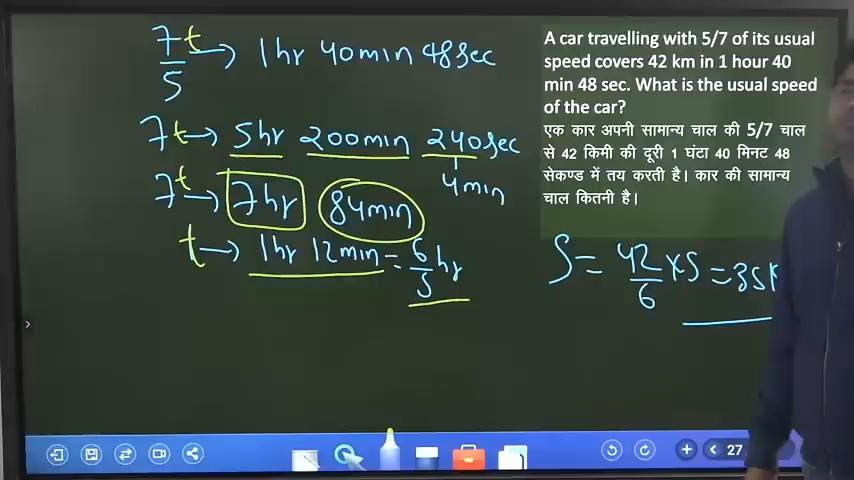 7/5 t → 1hr 40min 48sec
7t → 5hr 200min 240sec
4min
7t → 7hr 84min
t → 1hr 12min = 6/5 hr
A car travelling with 5/7 of its usual
speed covers 42 km in 1 hour 40
min 48 sec. What is the usual speed
of the car?
एक कार अपनी सामान्य चाल की 5/7 चाल
से 42 किमी की दूरी 1 घंटा 40 मिनट 48
सेकण्ड में तय करती है। कार की सामान्य
चाल कितनी है।
S = 42/6 x5 = 35k
27